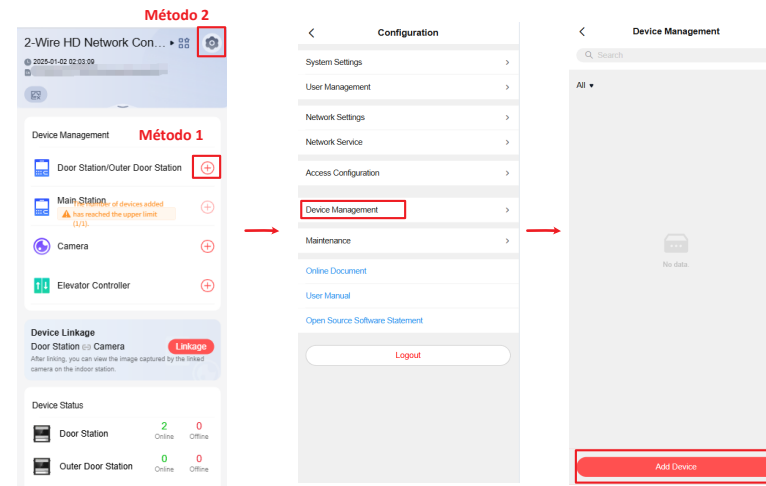 Método 2
2-Wire HD Network Con...
2025-01-02 02:03:09
Device Management
Método 1
Door Station/Outer Door Station
Main Station
The number of devices added
has reached the upper limit
(1/1).
Camera
Elevator Controller
Device Linkage
Door Station Camera
Linkage
After linking, you can view the image captured by the linked
camera on the indoor station.
Device Status
Door Station
2
Online
0
Offline
Outer Door Station
0
Online
0
Offline
Configuration
System Settings
User Management
Network Settings
Network Service
Access Configuration
Device Management
Maintenance
Online Document
User Manual
Open Source Software Statement
Logout
Device Management
Search
All
No data.
Add Device